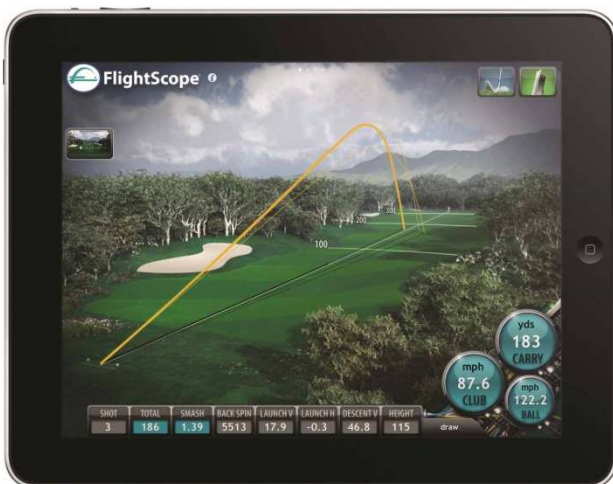 FlightScope i
100
200
300
yds
183
CARRY
mph
87.6
CLUB
mph
122.2
BALL
SHOT TOTAL SMASH BACK SPIN LAUNCH V LAUNCH H DESCENT V HEIGHT
3 186 1.39 5513 17.9 -0.3 46.8 115 draw